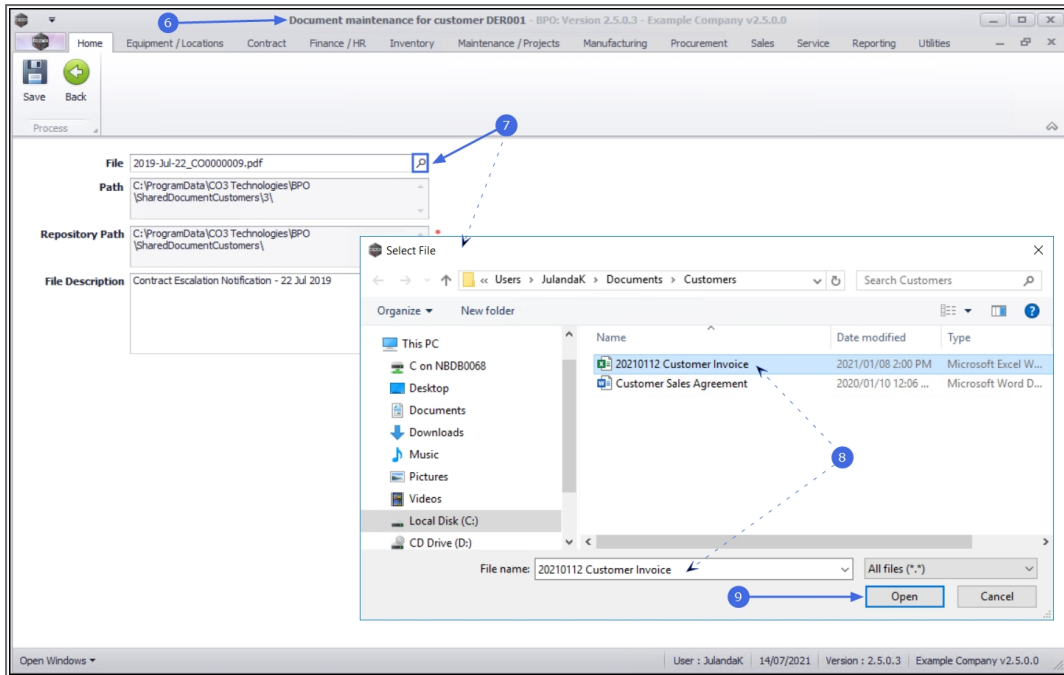 6
Document maintenance for customer DER001 - BPO: Version 2.5.0.3 - Example Company v2.5.0.0
Home Equipment / Locations Contract Finance / HR Inventory Maintenance / Projects Manufacturing Procurement Sales Service Reporting Utilities
Save Back
Process
7
File 2019-Jul-22_CO0000009.pdf
Path C:\ProgramData\CO3 Technologies\BPO
\SharedDocumentCustomers\3\
Repository Path C:\ProgramData\CO3 Technologies\BPO
\SharedDocumentCustomers\
*
File Description Contract Escalation Notification - 22 Jul 2019
Select File
« Users > JulandaK > Documents > Customers
Search Customers
Organize New folder
Name Date modified Type
This PC
C on NBDB0068
Desktop
Documents
Downloads
Music
Pictures
Videos
Local Disk (C:)
CD Drive (D:)
20210112 Customer Invoice 2021/01/08 2:00 PM Microsoft Excel W...
Customer Sales Agreement 2020/01/10 12:06 ... Microsoft Word D...
8
File name: 20210112 Customer Invoice All files (*.*)
9
Open Cancel
Open Windows User : JulandaK 14/07/2021 Version : 2.5.0.3 Example Company v2.5.0.0